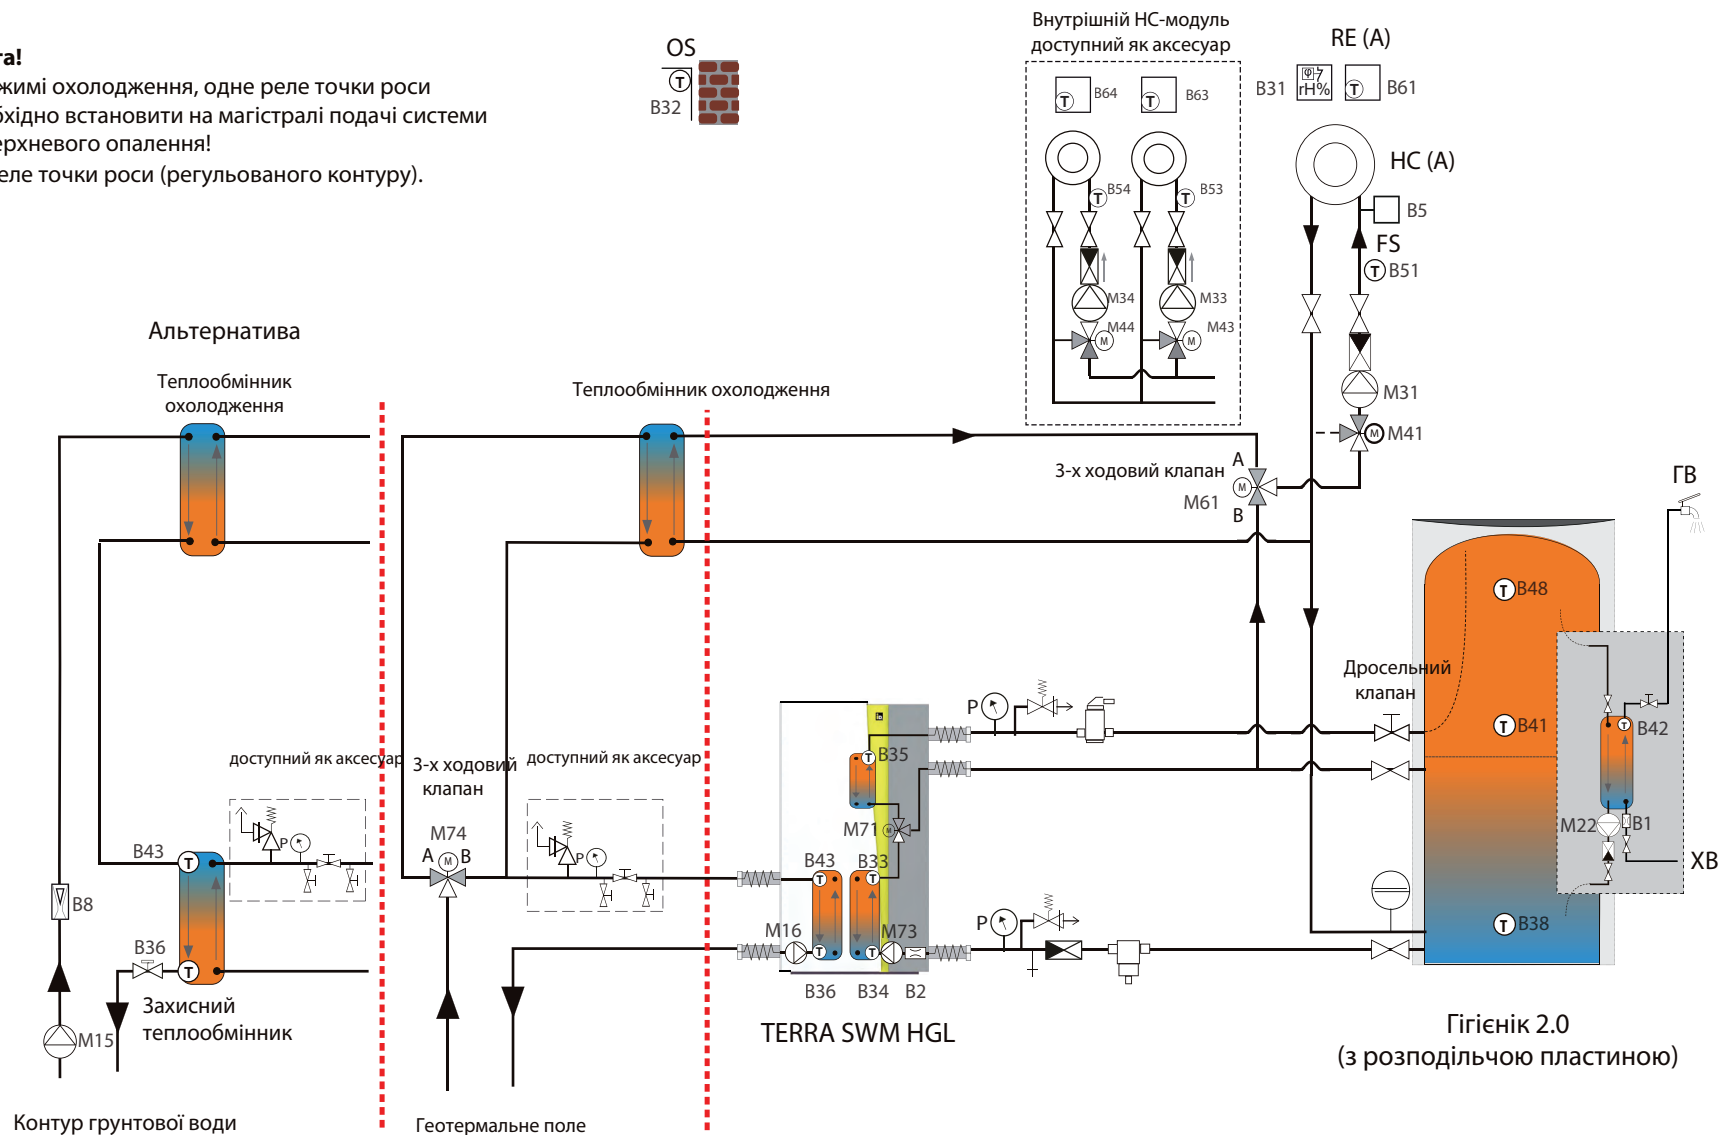 та!
жимі охолодження, одне реле точки роси
бхідно встановити на магістралі подачі системи
ерхневого опалення!
еле точки роси (регульованого контуру).
OS
T
B32
Внутрішній НС-модуль
доступний як аксесуар
T
B64
T
B63
T
B54
T
B53
M34
M33
M44
M
M43
M
RE (A)
B31
φ
rH%
T
B61
HC (A)
B5
FS
T
B51
M31
M
M41
Альтернатива
Теплообмінник
охолодження
Теплообмінник охолодження
3-х ходовий клапан
A
M
M61
B
ГВ
T
B48
Дросельний
клапан
T
B41
T
B42
M22
B1
ХВ
T
B38
доступний як аксесуар
P
B43
T
B8
B36
T
Захисний
теплообмінник
M15
3-х ходовий
клапан
M74
A
M
B
доступний як аксесуар
P
T
B35
M71
M
B43
B33
T
T
M16
M73
T
T
B36
B34
B2
TERRA SWM HGL
P
P
Гігієнік 2.0
(з розподільчою пластиною)
Контур грунтової води
Геотермальне поле